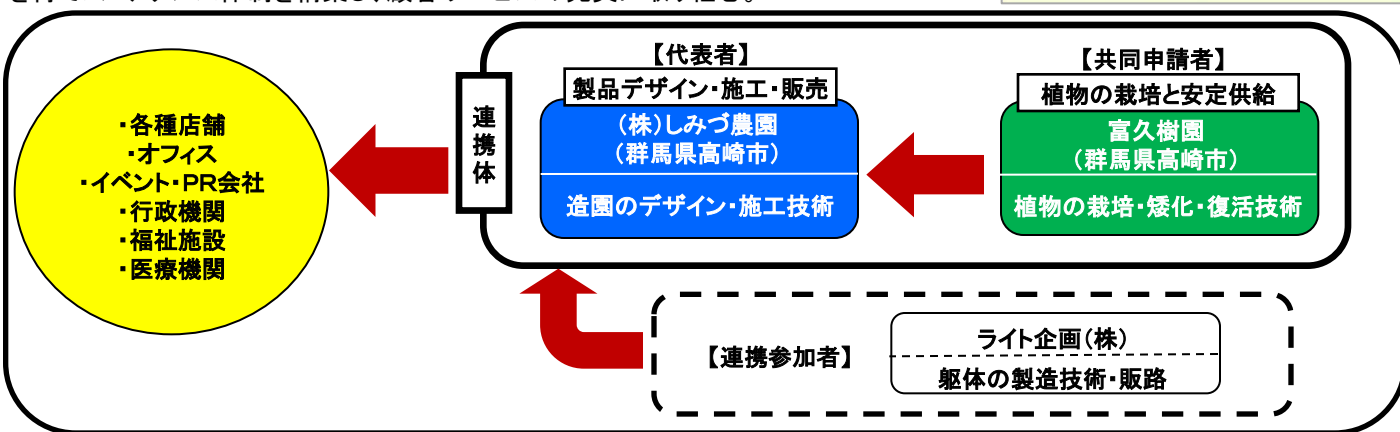 【代表者】
製品デザイン・施工・販売
(株)しみづ農園
(群馬県高崎市)
造園のデザイン・施工技術
【共同申請者】
植物の栽培と安定供給
富久樹園
(群馬県高崎市)
植物の栽培・矮化・復活技術
連携体
・各種店舗
・オフィス
・イベント・PR会社
・行政機関
・福祉施設
・医療機関
【連携参加者】
ライト企画(株)
躯体の製造技術・販路